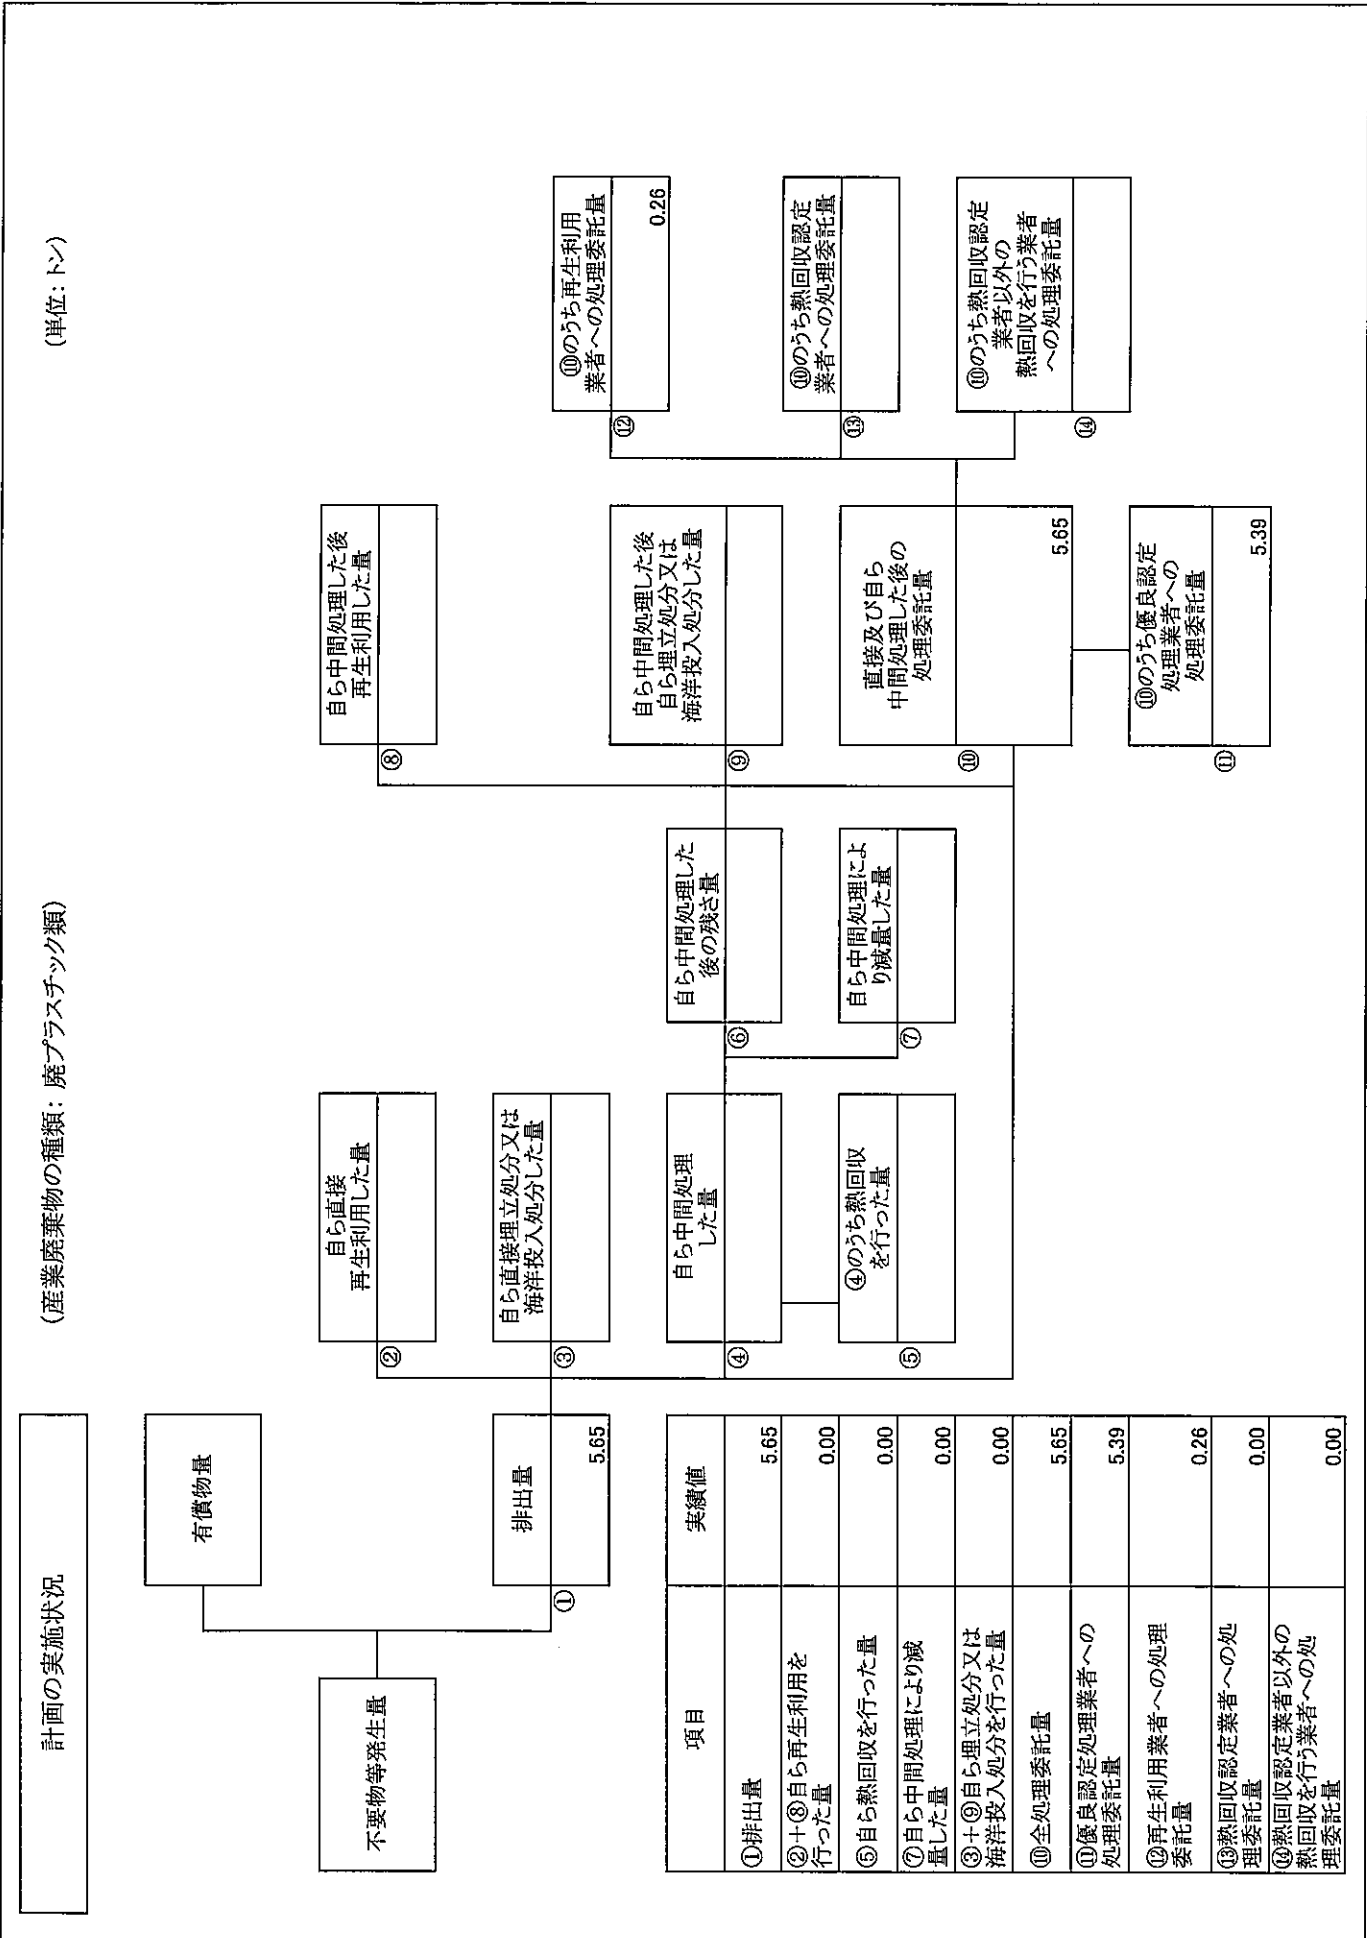 計画の実施状況
(産業廃棄物の種類：廃プラスチック類)
(単位：トン)
不要物等発生量
有償物量
①
排出量
5.65
②
自ら直接
再生利用した量
③
自ら直接埋立処分又は
海洋投入処分した量
④
自ら中間処理
した量
⑤
④のうち熱回収
を行った量
⑥
自ら中間処理した
後の残さ量
⑦
自ら中間処理によ
り減量した量
⑧
自ら中間処理した後
再生利用した量
⑨
自ら中間処理した後
自ら埋立処分又は
海洋投入処分した量
⑩
直接及び自ら
中間処理した後の
処理委託量
5.65
⑪
⑩のうち優良認定
処理業者への
処理委託量
5.39
⑫
⑩のうち再生利用
業者への処理委託量
0.26
⑬
⑩のうち熱回収認定
業者への処理委託量
⑭
⑩のうち熱回収認定
業者以外の
熱回収を行う業者
への処理委託量
項目 実績値
①排出量 5.65
②＋⑧自ら再生利用を
行った量 0.00
⑤自ら熱回収を行った量 0.00
⑦自ら中間処理により減
量した量 0.00
③＋⑨自ら埋立処分又は
海洋投入処分を行った量 0.00
⑩全処理委託量 5.65
⑪優良認定処理業者への
処理委託量 5.39
⑫再生利用業者への処理
委託量 0.26
⑬熱回収認定業者への処
理委託量 0.00
⑭熱回収認定業者以外の
熱回収を行う業者への処
理委託量 0.00